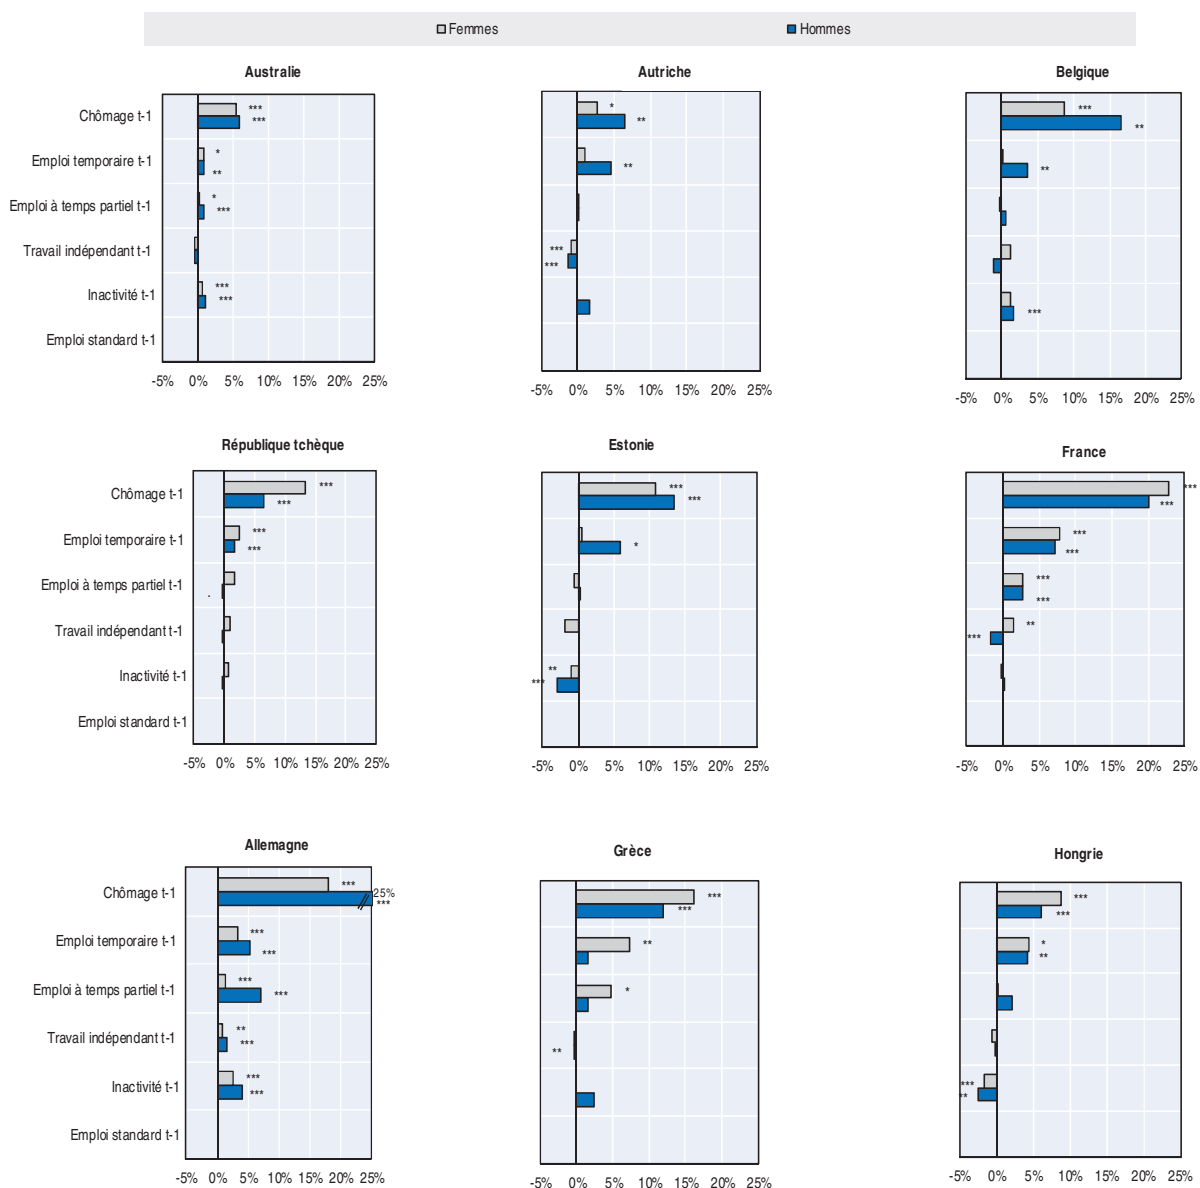 Femmes Hommes
Australie Autriche Belgique
Chômage t-1 *** *** * ** *** **
Emploi temporaire t-1 * ** ** **
Emploi à temps partiel t-1 * ***
Travail indépendant t-1 *** ***
Inactivité t-1 *** *** ***
Emploi standard t-1
-5% 0% 5% 10% 15% 20% 25% -5% 0% 5% 10% 15% 20% 25% -5% 0% 5% 10% 15% 20% 25%
République tchèque Estonie France
Chômage t-1 *** *** *** *** *** ***
Emploi temporaire t-1 *** *** * *** ***
Emploi à temps partiel t-1 *** ***
Travail indépendant t-1 ** ***
Inactivité t-1 ** ***
Emploi standard t-1
-5% 0% 5% 10% 15% 20% 25% -5% 0% 5% 10% 15% 20% 25% -5% 0% 5% 10% 15% 20% 25%
Allemagne Grèce Hongrie
Chômage t-1 *** 25% *** *** *** *** ***
Emploi temporaire t-1 *** *** ** * **
Emploi à temps partiel t-1 *** *** *
Travail indépendant t-1 ** *** **
Inactivité t-1 *** *** *** **
Emploi standard t-1
-5% 0% 5% 10% 15% 20% 25% -5% 0% 5% 10% 15% 20% 25% -5% 0% 5% 10% 15% 20% 25%